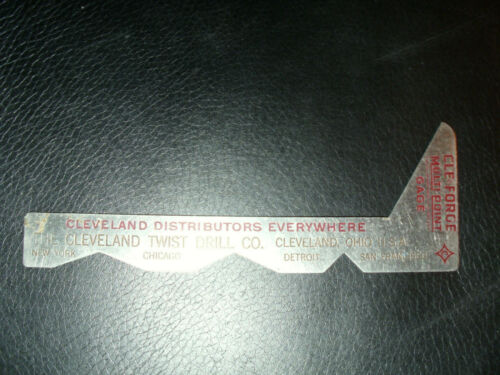 CLEVELAND DISTRIBUTORS EVERYWHERE
THE CLEVELAND TWIST DRILL CO. CLEVELAND, OHIO U.S.A.
NEW YORK CHICAGO DETROIT SAN FRANCISCO
CLE-FORGE
MULTI-POINT
GAGE